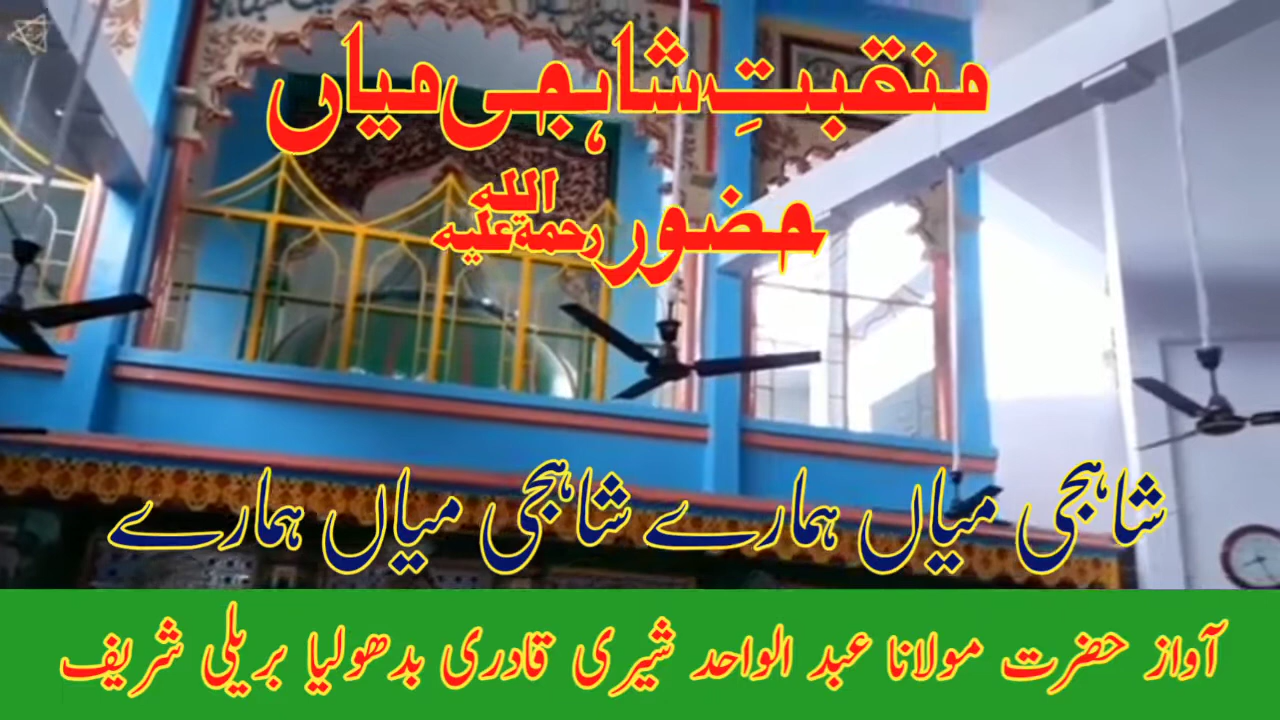 منقبتِ شاہجی میاں
حضور رحمۃ اللہ علیہ
شاہجی میاں ہمارے شاہجی میاں ہمارے
آواز حضرت مولانا عبد الواحد شیری قادری بدھولیا بریلی شریف